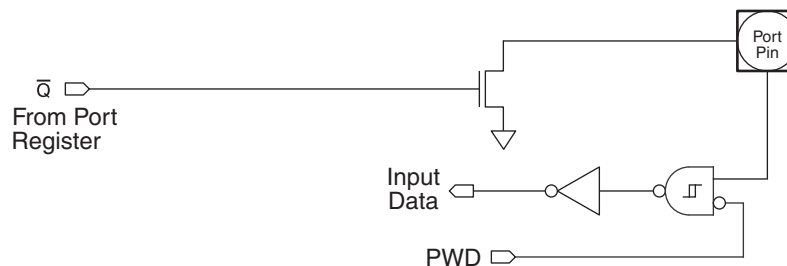 Port
Pin
Q̅
From Port
Register
Input
Data
PWD